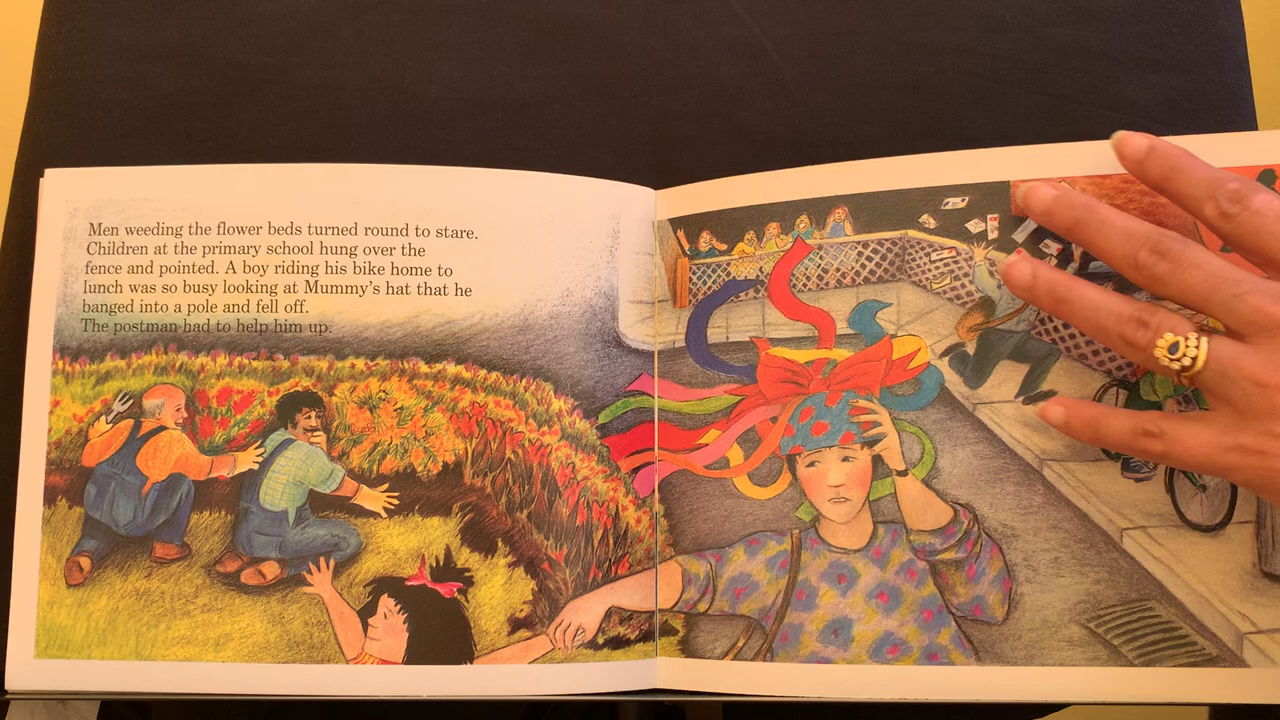 Men weeding the flower beds turned round to stare.
Children at the primary school hung over the
fence and pointed. A boy riding his bike home to
lunch was so busy looking at Mummy's hat that he
banged into a pole and fell off.
The postman had to help him up.